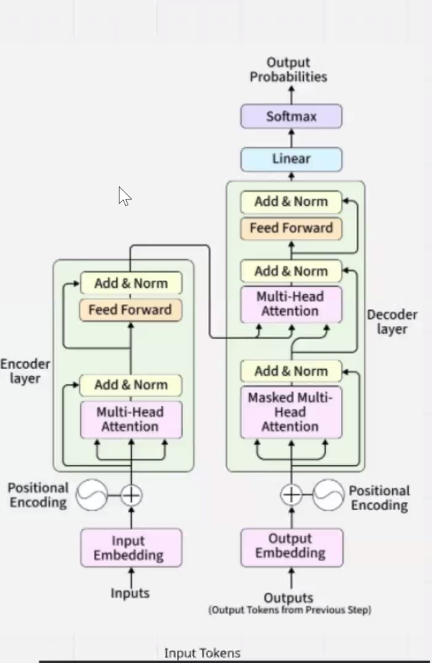 Output
Probabilities
Softmax
Linear
Add & Norm
Feed Forward
Add & Norm
Multi-Head
Attention
Decoder
layer
Add & Norm
Masked Multi-
Head
Attention
Positional
Encoding
Output
Embedding
Outputs
(Output Tokens from Previous Step)
Add & Norm
Feed Forward
Encoder
layer
Add & Norm
Multi-Head
Attention
Positional
Encoding
Input
Embedding
Inputs
Input Tokens